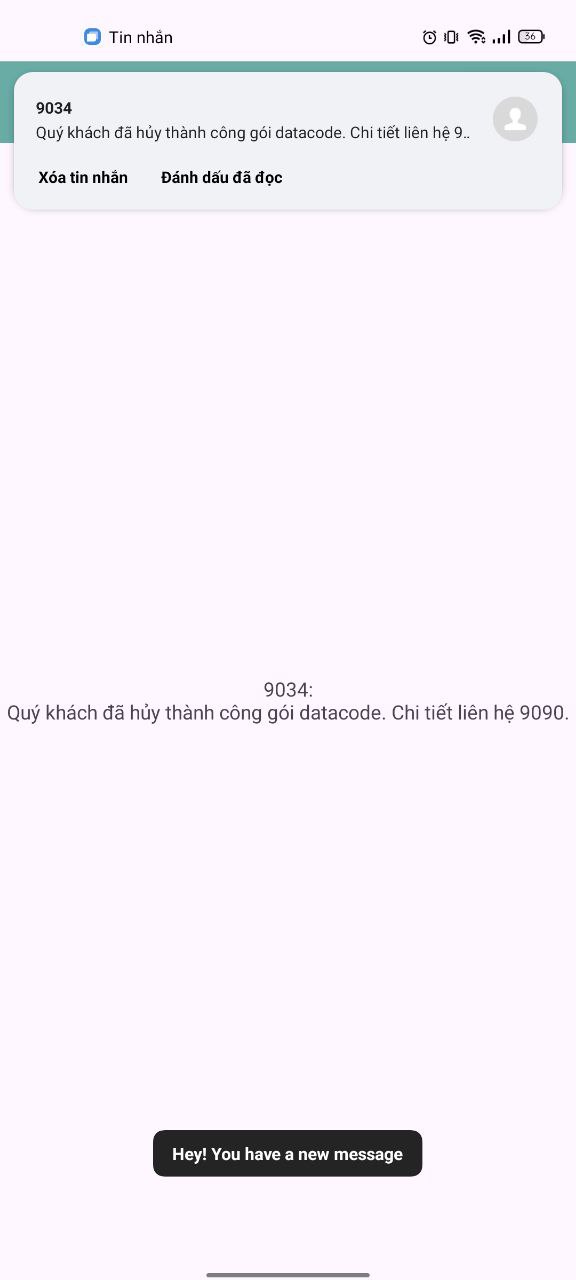 Tin nhắn
36
9034
Quý khách đã hủy thành công gói datacode. Chi tiết liên hệ 9..
Xóa tin nhắn Đánh dấu đã đọc
9034:
Quý khách đã hủy thành công gói datacode. Chi tiết liên hệ 9090.
Hey! You have a new message